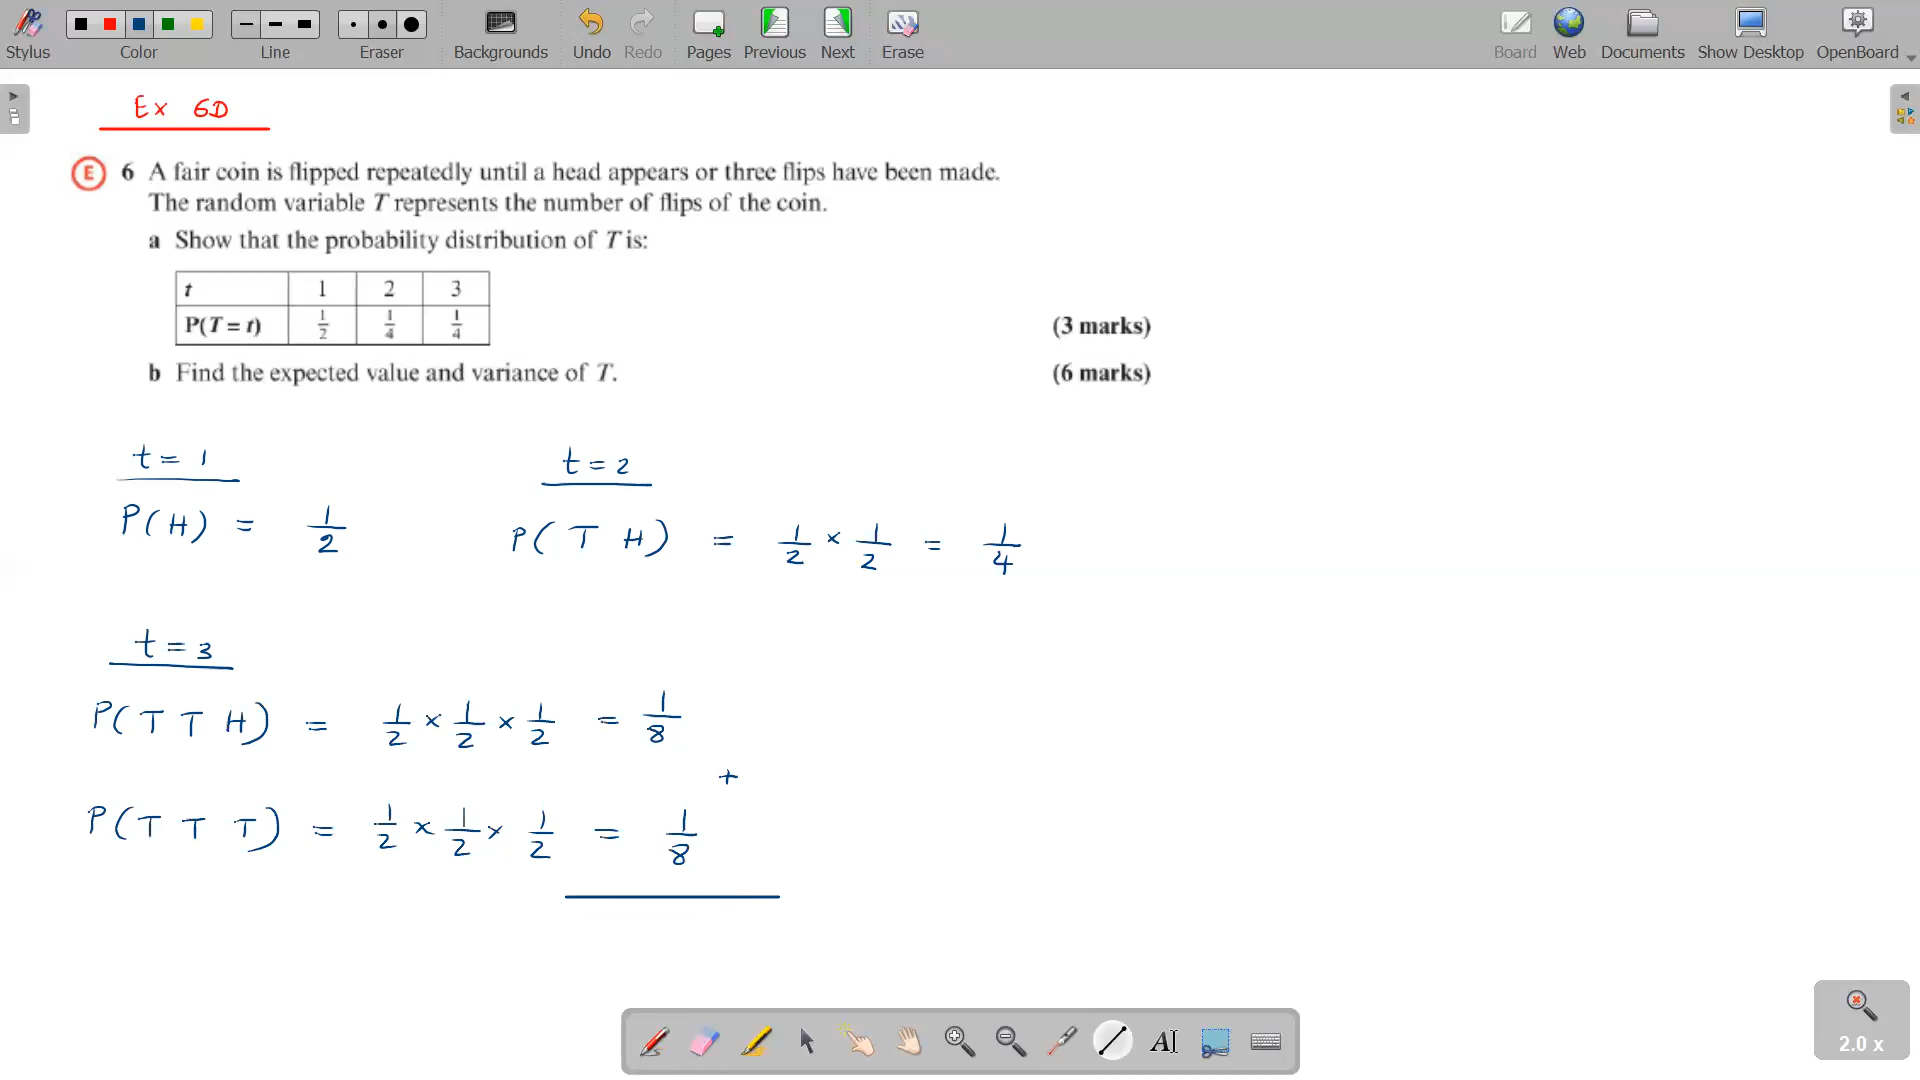 Stylus Color Line Eraser Backgrounds Undo Redo Pages Previous Next Erase Board Web Documents Show Desktop OpenBoard
Ex 6D
E 6 A fair coin is flipped repeatedly until a head appears or three flips have been made.
The random variable T represents the number of flips of the coin.
a Show that the probability distribution of T is:
t 1 2 3
P(T = t) 1/2 1/4 1/4
(3 marks)
b Find the expected value and variance of T. (6 marks)
t = 1
P(H) = 1/2
t = 2
P( T H) = 1/2 × 1/2 = 1/4
t = 3
P( T T H) = 1/2 × 1/2 × 1/2 = 1/8
+
P( T T T) = 1/2 × 1/2 × 1/2 = 1/8
2.0 x